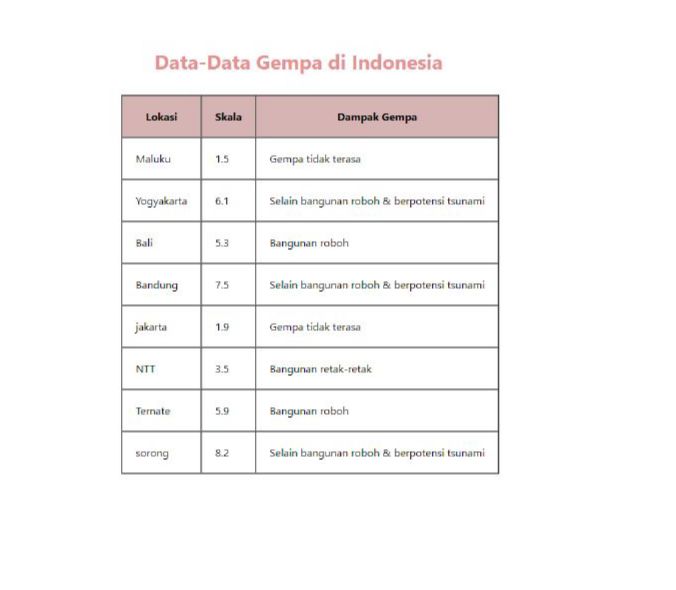 Data-Data Gempa di Indonesia
Lokasi Skala Dampak Gempa
Maluku 1.5 Gempa tidak terasa
Yogyakarta 6.1 Selain bangunan roboh & berpotensi tsunami
Bali 5.3 Bangunan roboh
Bandung 7.5 Selain bangunan roboh & berpotensi tsunami
jakarta 1.9 Gempa tidak terasa
NTT 3.5 Bangunan retak-retak
Ternate 5.9 Bangunan roboh
sorong 8.2 Selain bangunan roboh & berpotensi tsunami